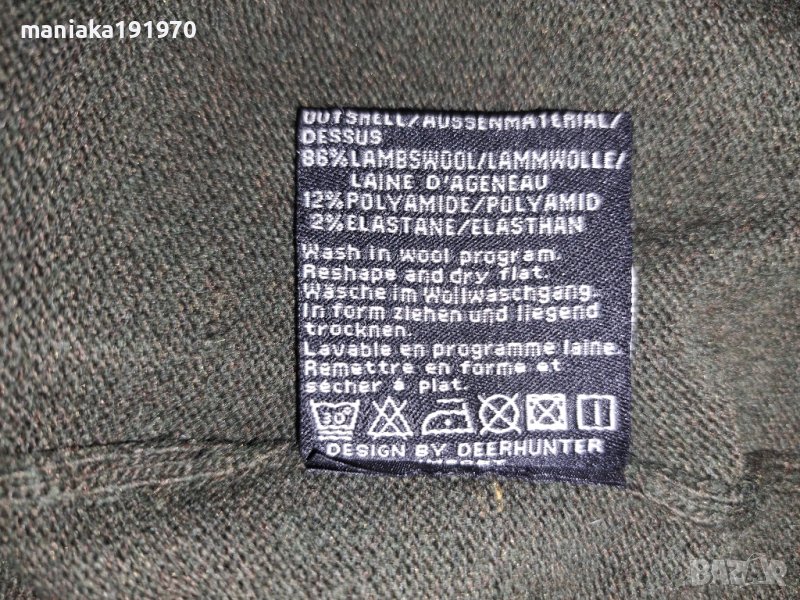 maniaka191970
OUTSHELL/AUSSENMATERIAL/
DESSUS
86%LAMBSWOOL/LAMMWOLLE/
LAINE D'AGENEAU
12%POLYAMIDE/POLYAMID
2%ELASTANE/ELASTHAN
Wash in wool program.
Reshape and dry flat.
Wäsche im Wollwaschgang.
In form ziehen und liegend
trocknen.
Lavable en programme laine.
Remettre en forme et
sécher à plat.
30°
DESIGN BY DEERHUNTER
BAZAR